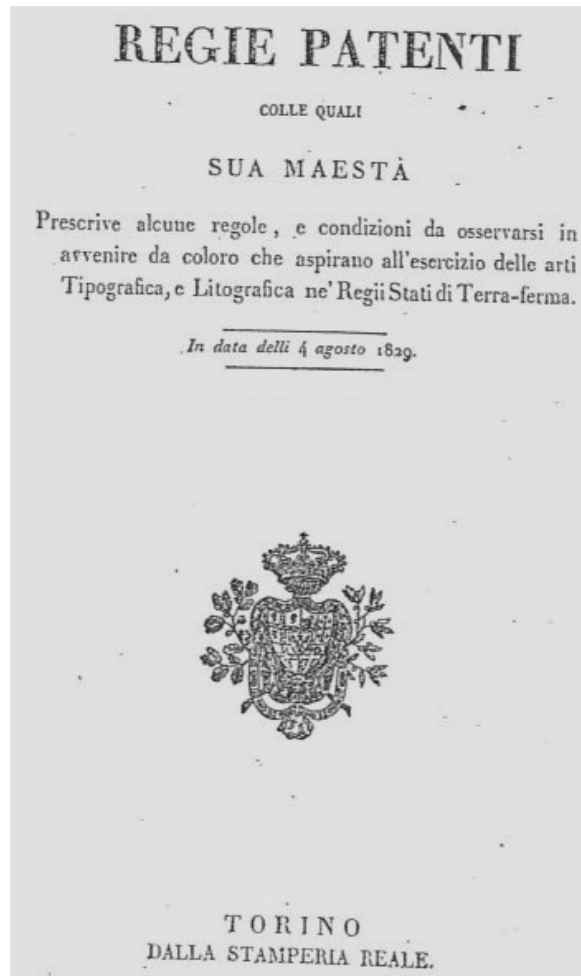 REGIE PATENTI
COLLE QUALI
SUA MAESTÀ
Prescrive alcune regole, e condizioni da osservarsi in
avvenire da coloro che aspirano all'esercizio delle arti
Tipografica, e Litografica ne' Regii Stati di Terra-ferma.
In data delli 4 agosto 1829.
TORINO
DALLA STAMPERIA REALE.